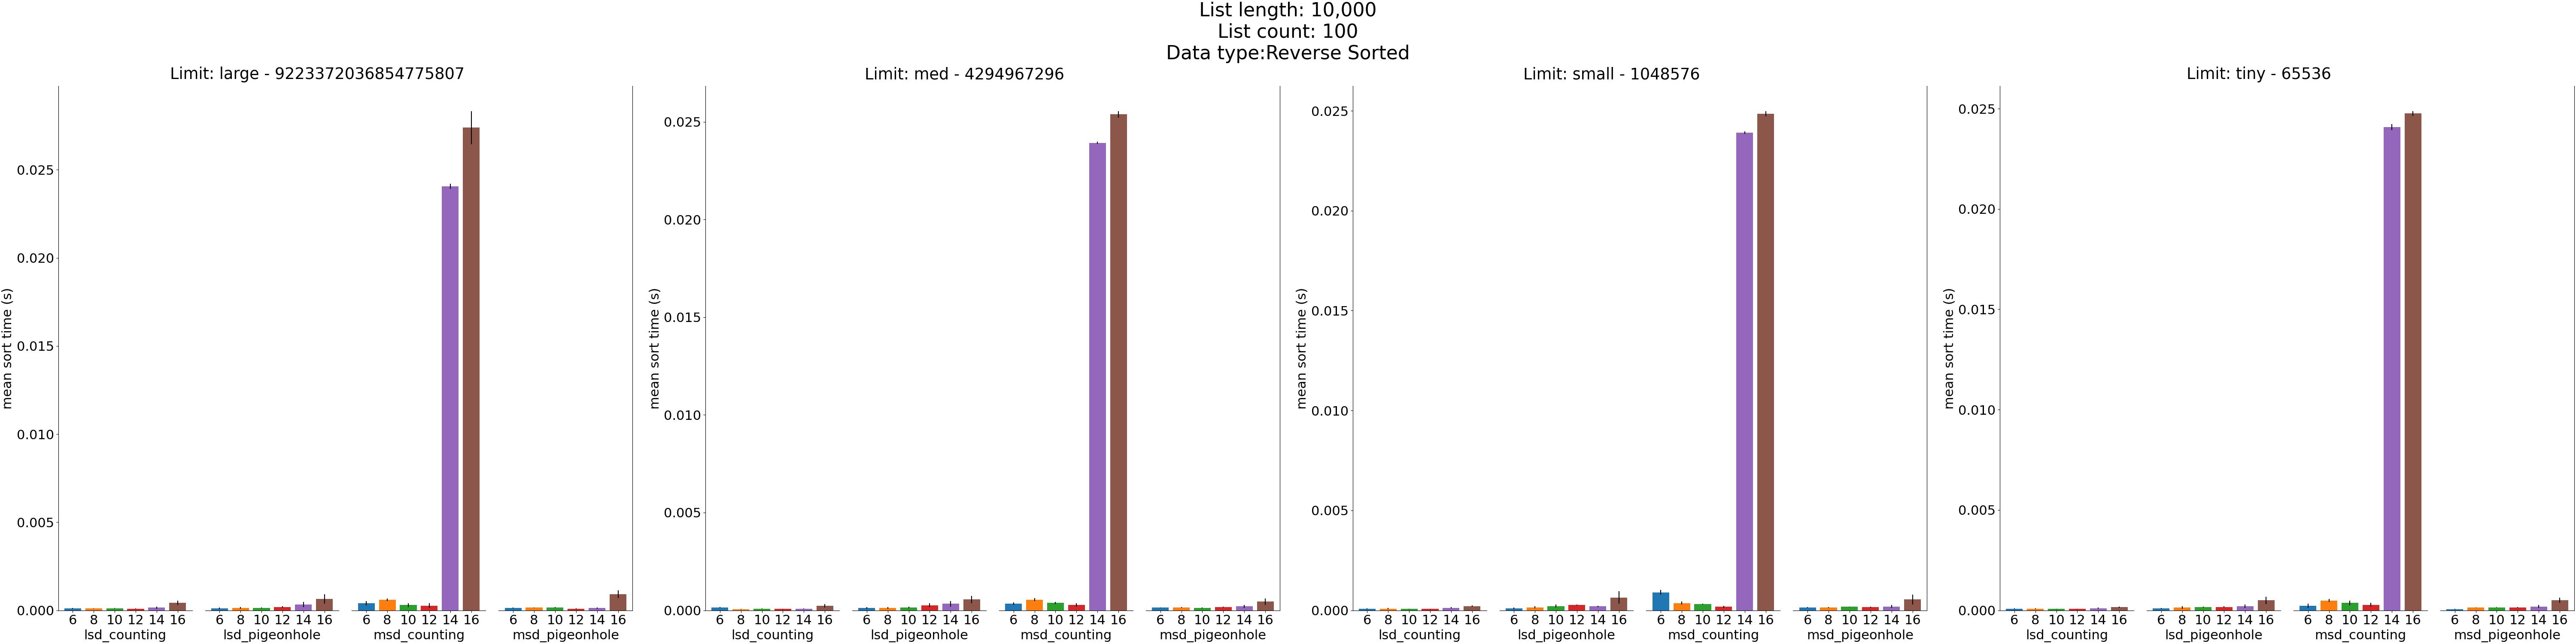 List length: 10,000
List count: 100
Data type:Reverse Sorted
Limit: large - 9223372036854775807
mean sort time (s)
0.025
0.020
0.015
0.010
0.005
0.000
6 8 10 12 14 16 6 8 10 12 14 16 6 8 10 12 14 16 6 8 10 12 14 16
lsd_counting lsd_pigeonhole msd_counting msd_pigeonhole
Limit: med - 4294967296
mean sort time (s)
0.025
0.020
0.015
0.010
0.005
0.000
6 8 10 12 14 16 6 8 10 12 14 16 6 8 10 12 14 16 6 8 10 12 14 16
lsd_counting lsd_pigeonhole msd_counting msd_pigeonhole
Limit: small - 1048576
mean sort time (s)
0.025
0.020
0.015
0.010
0.005
0.000
6 8 10 12 14 16 6 8 10 12 14 16 6 8 10 12 14 16 6 8 10 12 14 16
lsd_counting lsd_pigeonhole msd_counting msd_pigeonhole
Limit: tiny - 65536
mean sort time (s)
0.025
0.020
0.015
0.010
0.005
0.000
6 8 10 12 14 16 6 8 10 12 14 16 6 8 10 12 14 16 6 8 10 12 14 16
lsd_counting lsd_pigeonhole msd_counting msd_pigeonhole